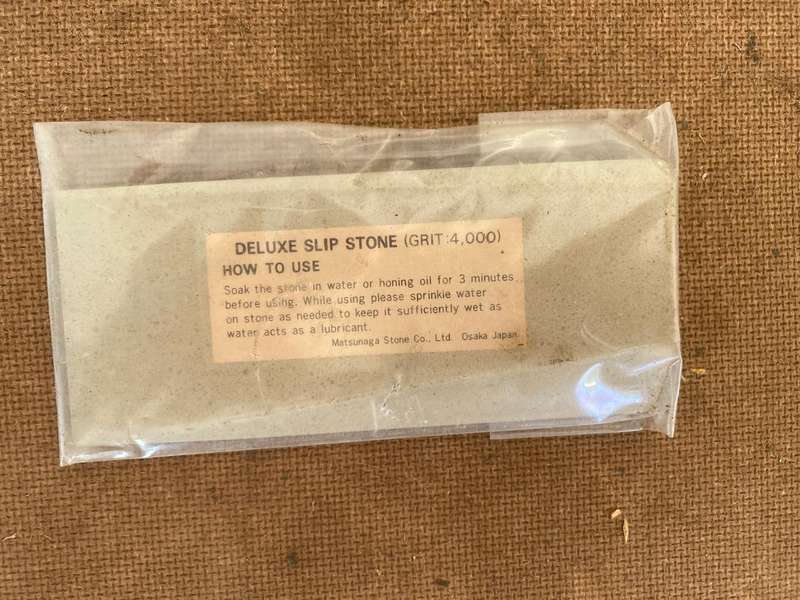 DELUXE SLIP STONE (GRIT:4,000)
HOW TO USE
Soak the stone in water or honing oil for 3 minutes
before using. While using please sprinkie water
on stone as needed to keep it sufficiently wet as
water acts as a lubricant.
Matsunaga Stone Co., Ltd. Osaka Japan.